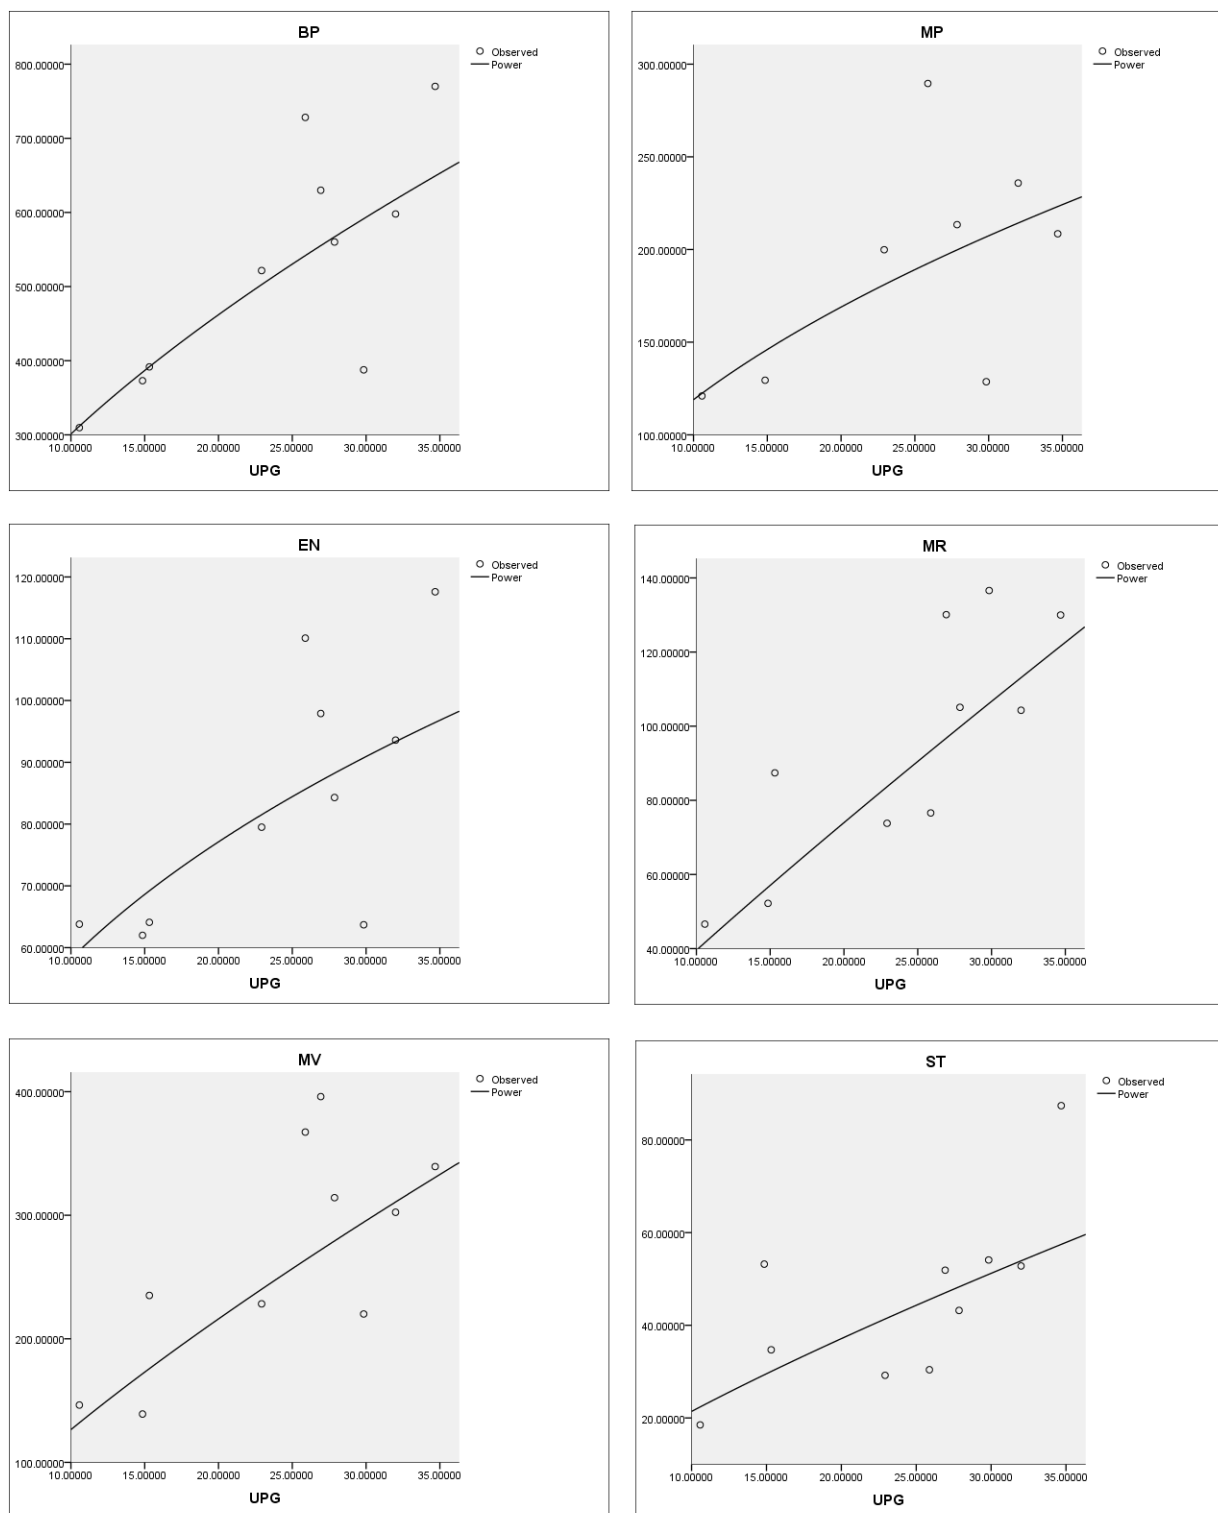 BP
Observed
Power
800.00000
700.00000
600.00000
500.00000
400.00000
300.00000
10.00000 15.00000 20.00000 25.00000 30.00000 35.00000
UPG
MP
Observed
Power
300.00000
250.00000
200.00000
150.00000
100.00000
10.00000 15.00000 20.00000 25.00000 30.00000 35.00000
UPG
EN
Observed
Power
120.00000
110.00000
100.00000
90.00000
80.00000
70.00000
60.00000
10.00000 15.00000 20.00000 25.00000 30.00000 35.00000
UPG
MR
Observed
Power
140.00000
120.00000
100.00000
80.00000
60.00000
40.00000
10.00000 15.00000 20.00000 25.00000 30.00000 35.00000
UPG
MV
Observed
Power
400.00000
300.00000
200.00000
100.00000
10.00000 15.00000 20.00000 25.00000 30.00000 35.00000
UPG
ST
Observed
Power
80.00000
60.00000
40.00000
20.00000
10.00000 15.00000 20.00000 25.00000 30.00000 35.00000
UPG